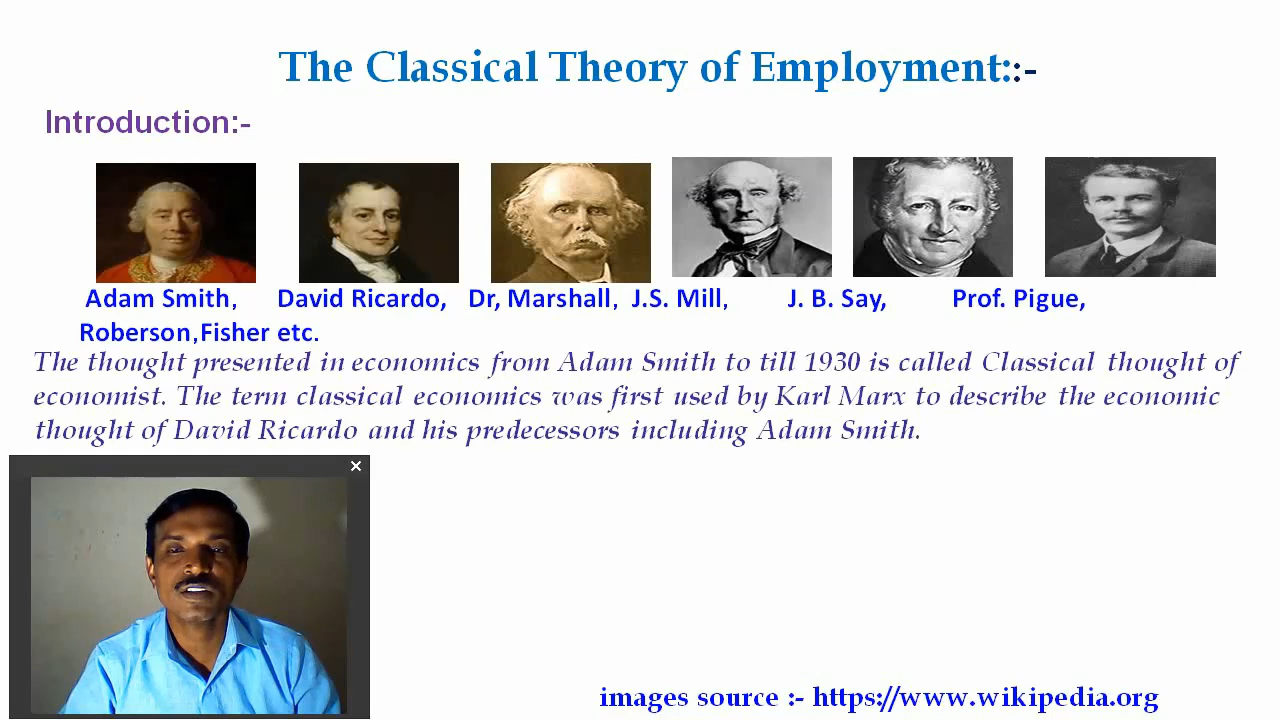 The Classical Theory of Employment::-
Introduction:-
Adam Smith, David Ricardo, Dr, Marshall, J.S. Mill, J. B. Say, Prof. Pigue,
Roberson,Fisher etc.
The thought presented in economics from Adam Smith to till 1930 is called Classical thought of
economist. The term classical economics was first used by Karl Marx to describe the economic
thought of David Ricardo and his predecessors including Adam Smith.
images source :- https://www.wikipedia.org